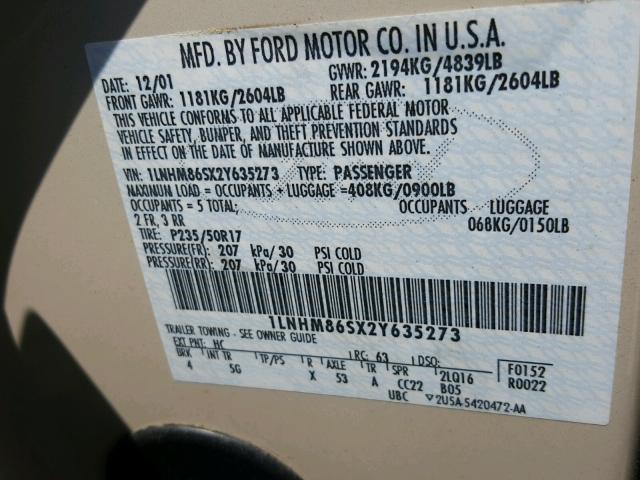 MFD. BY FORD MOTOR CO. IN U.S.A.
DATE: 12/01 GVWR: 2194KG/4839LB
FRONT GAWR: 1181KG/2604LB REAR GAWR: 1181KG/2604LB
THIS VEHICLE CONFORMS TO ALL APPLICABLE FEDERAL MOTOR
VEHICLE SAFETY, BUMPER, AND THEFT PREVENTION STANDARDS
IN EFFECT ON THE DATE OF MANUFACTURE SHOWN ABOVE.
VIN: 1LNHM86SX2Y635273 TYPE: PASSENGER
MAXIMUM LOAD = OCCUPANTS + LUGGAGE =408KG/0900LB
OCCUPANTS = 5 TOTAL; OCCUPANTS LUGGAGE
2 FR, 3 RR 068KG/0150LB
TIRE: P235/50R17
PRESSURE(FR): 207 kPa/30 PSI COLD
PRESSURE(RR): 207 kPa/30 PSI COLD
1LNHM86SX2Y635273
TRAILER TOWING - SEE OWNER GUIDE
EXT PNT: HC RC: 63 DSO: F0152
BRK INT TR TP/PS R AXLE TR SPR 2LQ16 R0022
4 5G X 53 A CC22 B05
UBC ▼2U5A-5420472-AA